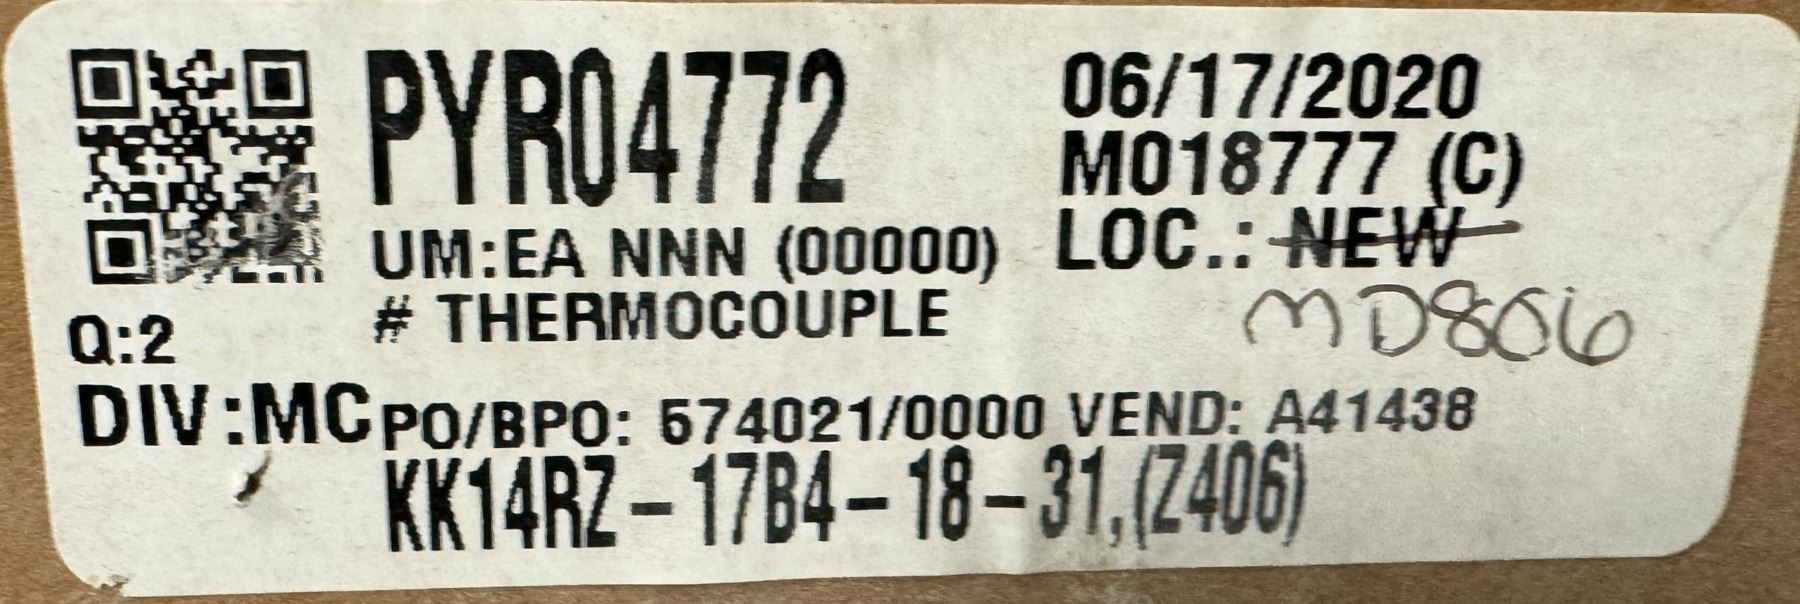 PYR04772
UM:EA NNN (00000)
# THERMOCOUPLE
06/17/2020
M018777 (C)
LOC.: NEW
MD806
Q:2
DIV:MC PO/BPO: 574021/0000 VEND: A41438
KK14RZ-17B4-18-31,(Z406)